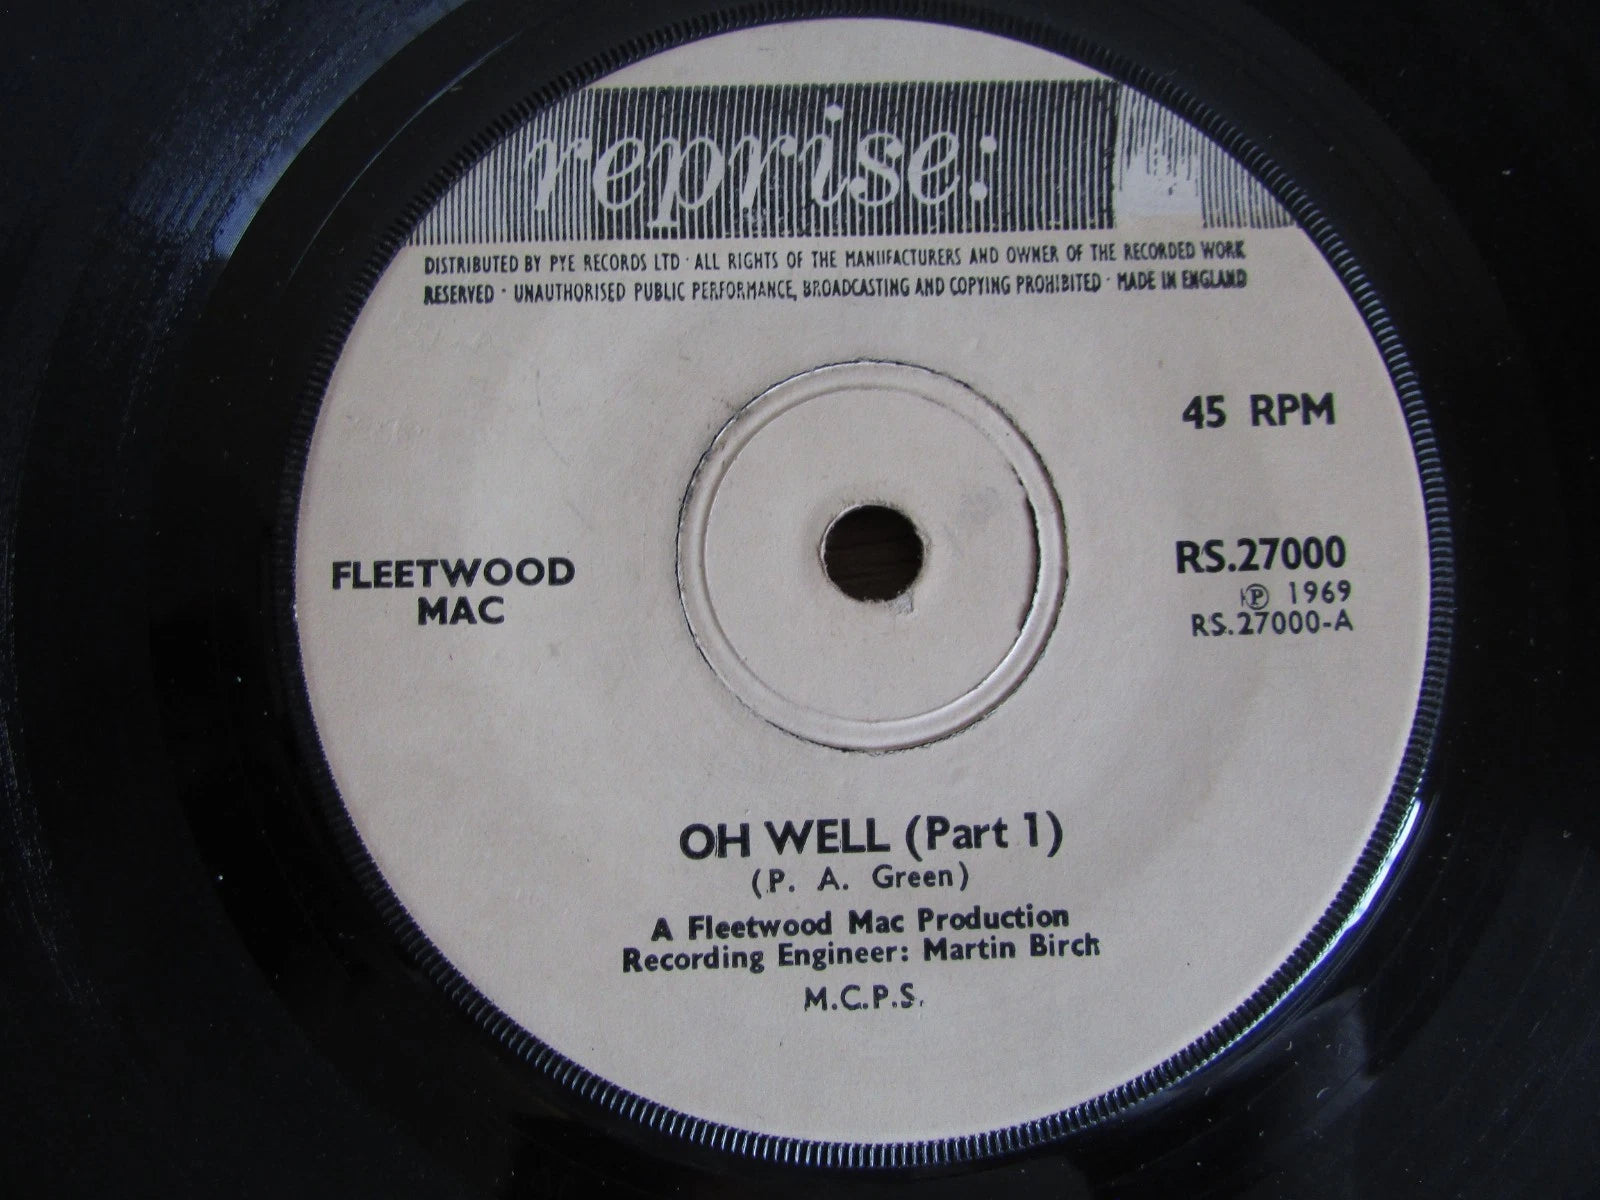 reprise:
DISTRIBUTED BY PYE RECORDS LTD · ALL RIGHTS OF THE MANUFACTURERS AND OWNER OF THE RECORDED WORK
RESERVED · UNAUTHORISED PUBLIC PERFORMANCE, BROADCASTING AND COPYING PROHIBITED · MADE IN ENGLAND
45 RPM
FLEETWOOD
MAC
RS.27000
℗ 1969
RS.27000-A
OH WELL (Part 1)
(P. A. Green)
A Fleetwood Mac Production
Recording Engineer: Martin Birch
M.C.P.S.